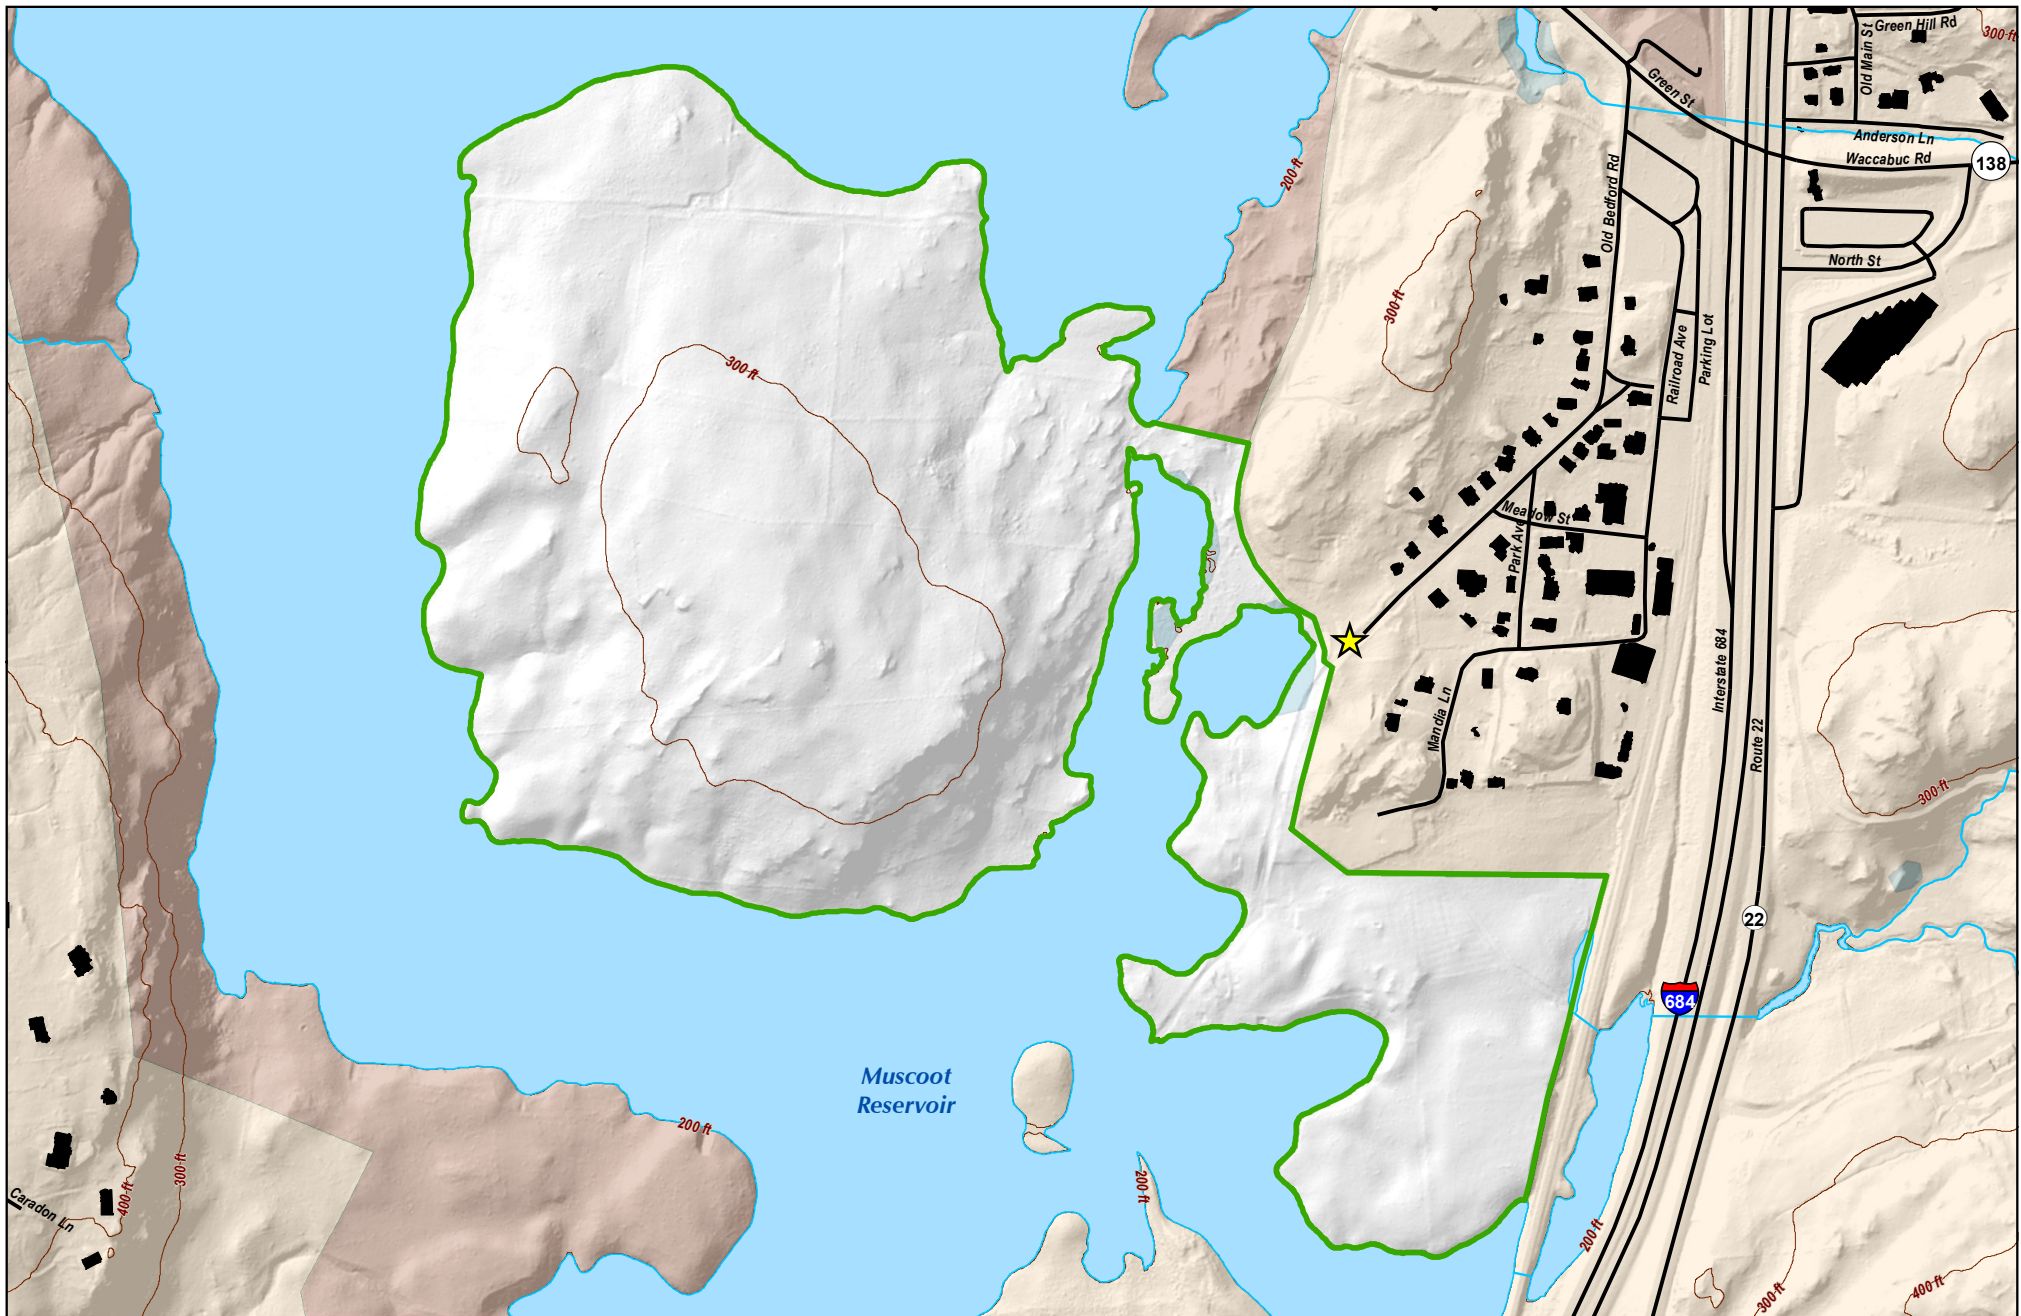 Green Hill Rd
300 ft
Old Main St
Green St
Anderson Ln
Waccabuc Rd
138
200 ft
Old Bedford Rd
North St
300 ft
Railroad Ave
Parking Lot
300 ft
Meadow St
Park Ave
Interstate 684
Mandia Ln
Route 22
300 ft
22
684
Muscoot
Reservoir
200 ft
300 ft
400 ft
200 ft
Caradon Ln
200 ft
300 ft
400 ft